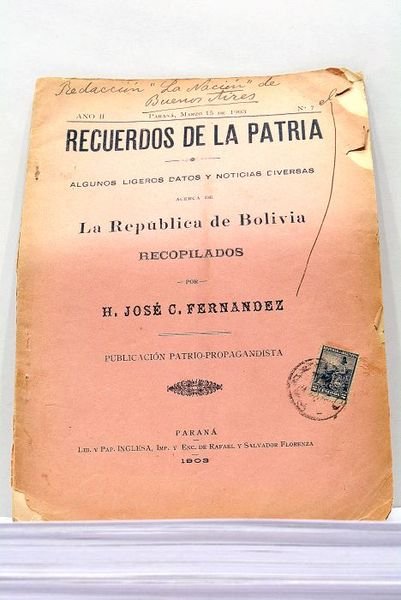 Redacción "La Nación" de
Buenos Aires
AÑO II PARANÁ, MARZO 15 DE 1903 Nº 7
RECUERDOS DE LA PATRIA
ALGUNOS LIGEROS DATOS Y NOTICIAS DIVERSAS
ACERCA DE
La República de Bolivia
RECOPILADOS
POR
H. JOSÉ C. FERNANDEZ
PUBLICACIÓN PATRIO-PROPAGANDISTA
PARANÁ
LIB. Y PAP. INGLESA, IMP. Y ENC. DE RAFAEL Y SALVADOR FLORENZA
1903